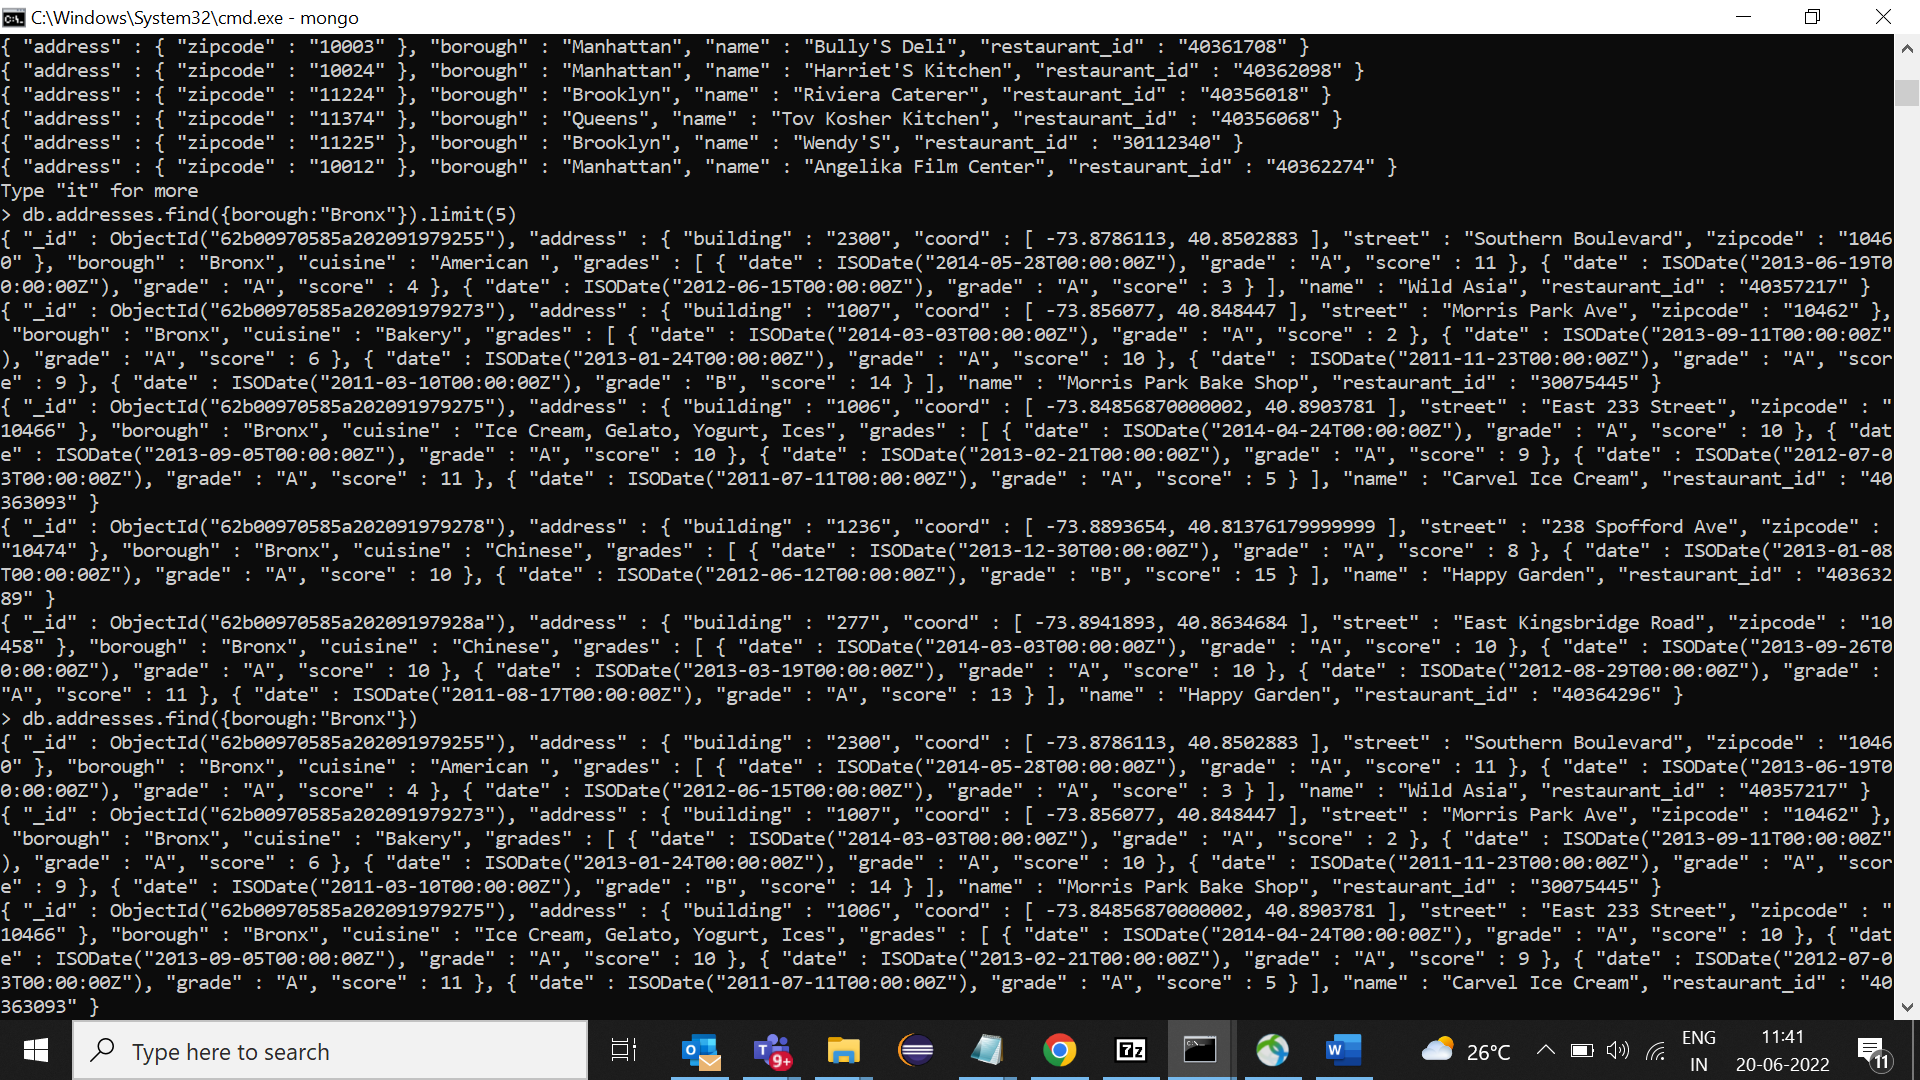 C:\Windows\System32\cmd.exe - mongo
{ "address" : { "zipcode" : "10003" }, "borough" : "Manhattan", "name" : "Bully'S Deli", "restaurant_id" : "40361708" }
{ "address" : { "zipcode" : "10024" }, "borough" : "Manhattan", "name" : "Harriet'S Kitchen", "restaurant_id" : "40362098" }
{ "address" : { "zipcode" : "11224" }, "borough" : "Brooklyn", "name" : "Riviera Caterer", "restaurant_id" : "40356018" }
{ "address" : { "zipcode" : "11374" }, "borough" : "Queens", "name" : "Tov Kosher Kitchen", "restaurant_id" : "40356068" }
{ "address" : { "zipcode" : "11225" }, "borough" : "Brooklyn", "name" : "Wendy'S", "restaurant_id" : "30112340" }
{ "address" : { "zipcode" : "10012" }, "borough" : "Manhattan", "name" : "Angelika Film Center", "restaurant_id" : "40362274" }
Type "it" for more
> db.addresses.find({borough:"Bronx"}).limit(5)
{ "_id" : ObjectId("62b00970585a202091979255"), "address" : { "building" : "2300", "coord" : [ -73.8786113, 40.8502883 ], "street" : "Southern Boulevard", "zipcode" : "1046
0" }, "borough" : "Bronx", "cuisine" : "American ", "grades" : [ { "date" : ISODate("2014-05-28T00:00:00Z"), "grade" : "A", "score" : 11 }, { "date" : ISODate("2013-06-19T0
0:00:00Z"), "grade" : "A", "score" : 4 }, { "date" : ISODate("2012-06-15T00:00:00Z"), "grade" : "A", "score" : 3 } ], "name" : "Wild Asia", "restaurant_id" : "40357217" }
{ "_id" : ObjectId("62b00970585a202091979273"), "address" : { "building" : "1007", "coord" : [ -73.856077, 40.848447 ], "street" : "Morris Park Ave", "zipcode" : "10462" },
 "borough" : "Bronx", "cuisine" : "Bakery", "grades" : [ { "date" : ISODate("2014-03-03T00:00:00Z"), "grade" : "A", "score" : 2 }, { "date" : ISODate("2013-09-11T00:00:00Z"
), "grade" : "A", "score" : 6 }, { "date" : ISODate("2013-01-24T00:00:00Z"), "grade" : "A", "score" : 10 }, { "date" : ISODate("2011-11-23T00:00:00Z"), "grade" : "A", "scor
e" : 9 }, { "date" : ISODate("2011-03-10T00:00:00Z"), "grade" : "B", "score" : 14 } ], "name" : "Morris Park Bake Shop", "restaurant_id" : "30075445" }
{ "_id" : ObjectId("62b00970585a202091979275"), "address" : { "building" : "1006", "coord" : [ -73.84856870000002, 40.8903781 ], "street" : "East 233 Street", "zipcode" : "
10466" }, "borough" : "Bronx", "cuisine" : "Ice Cream, Gelato, Yogurt, Ices", "grades" : [ { "date" : ISODate("2014-04-24T00:00:00Z"), "grade" : "A", "score" : 10 }, { "dat
e" : ISODate("2013-09-05T00:00:00Z"), "grade" : "A", "score" : 10 }, { "date" : ISODate("2013-02-21T00:00:00Z"), "grade" : "A", "score" : 9 }, { "date" : ISODate("2012-07-0
3T00:00:00Z"), "grade" : "A", "score" : 11 }, { "date" : ISODate("2011-07-11T00:00:00Z"), "grade" : "A", "score" : 5 } ], "name" : "Carvel Ice Cream", "restaurant_id" : "40
363093" }
{ "_id" : ObjectId("62b00970585a202091979278"), "address" : { "building" : "1236", "coord" : [ -73.8893654, 40.81376179999999 ], "street" : "238 Spofford Ave", "zipcode" :
"10474" }, "borough" : "Bronx", "cuisine" : "Chinese", "grades" : [ { "date" : ISODate("2013-12-30T00:00:00Z"), "grade" : "A", "score" : 8 }, { "date" : ISODate("2013-01-08
T00:00:00Z"), "grade" : "A", "score" : 10 }, { "date" : ISODate("2012-06-12T00:00:00Z"), "grade" : "B", "score" : 15 } ], "name" : "Happy Garden", "restaurant_id" : "403632
89" }
{ "_id" : ObjectId("62b00970585a20209197928a"), "address" : { "building" : "277", "coord" : [ -73.8941893, 40.8634684 ], "street" : "East Kingsbridge Road", "zipcode" : "10
458" }, "borough" : "Bronx", "cuisine" : "Chinese", "grades" : [ { "date" : ISODate("2014-03-03T00:00:00Z"), "grade" : "A", "score" : 10 }, { "date" : ISODate("2013-09-26T0
0:00:00Z"), "grade" : "A", "score" : 10 }, { "date" : ISODate("2013-03-19T00:00:00Z"), "grade" : "A", "score" : 10 }, { "date" : ISODate("2012-08-29T00:00:00Z"), "grade" :
"A", "score" : 11 }, { "date" : ISODate("2011-08-17T00:00:00Z"), "grade" : "A", "score" : 13 } ], "name" : "Happy Garden", "restaurant_id" : "40364296" }
> db.addresses.find({borough:"Bronx"})
{ "_id" : ObjectId("62b00970585a202091979255"), "address" : { "building" : "2300", "coord" : [ -73.8786113, 40.8502883 ], "street" : "Southern Boulevard", "zipcode" : "1046
0" }, "borough" : "Bronx", "cuisine" : "American ", "grades" : [ { "date" : ISODate("2014-05-28T00:00:00Z"), "grade" : "A", "score" : 11 }, { "date" : ISODate("2013-06-19T0
0:00:00Z"), "grade" : "A", "score" : 4 }, { "date" : ISODate("2012-06-15T00:00:00Z"), "grade" : "A", "score" : 3 } ], "name" : "Wild Asia", "restaurant_id" : "40357217" }
{ "_id" : ObjectId("62b00970585a202091979273"), "address" : { "building" : "1007", "coord" : [ -73.856077, 40.848447 ], "street" : "Morris Park Ave", "zipcode" : "10462" },
 "borough" : "Bronx", "cuisine" : "Bakery", "grades" : [ { "date" : ISODate("2014-03-03T00:00:00Z"), "grade" : "A", "score" : 2 }, { "date" : ISODate("2013-09-11T00:00:00Z"
), "grade" : "A", "score" : 6 }, { "date" : ISODate("2013-01-24T00:00:00Z"), "grade" : "A", "score" : 10 }, { "date" : ISODate("2011-11-23T00:00:00Z"), "grade" : "A", "scor
e" : 9 }, { "date" : ISODate("2011-03-10T00:00:00Z"), "grade" : "B", "score" : 14 } ], "name" : "Morris Park Bake Shop", "restaurant_id" : "30075445" }
{ "_id" : ObjectId("62b00970585a202091979275"), "address" : { "building" : "1006", "coord" : [ -73.84856870000002, 40.8903781 ], "street" : "East 233 Street", "zipcode" : "
10466" }, "borough" : "Bronx", "cuisine" : "Ice Cream, Gelato, Yogurt, Ices", "grades" : [ { "date" : ISODate("2014-04-24T00:00:00Z"), "grade" : "A", "score" : 10 }, { "dat
e" : ISODate("2013-09-05T00:00:00Z"), "grade" : "A", "score" : 10 }, { "date" : ISODate("2013-02-21T00:00:00Z"), "grade" : "A", "score" : 9 }, { "date" : ISODate("2012-07-0
3T00:00:00Z"), "grade" : "A", "score" : 11 }, { "date" : ISODate("2011-07-11T00:00:00Z"), "grade" : "A", "score" : 5 } ], "name" : "Carvel Ice Cream", "restaurant_id" : "40
363093" }
Type here to search
9+
7z
W
26°C
ENG
IN
11:41
20-06-2022
11